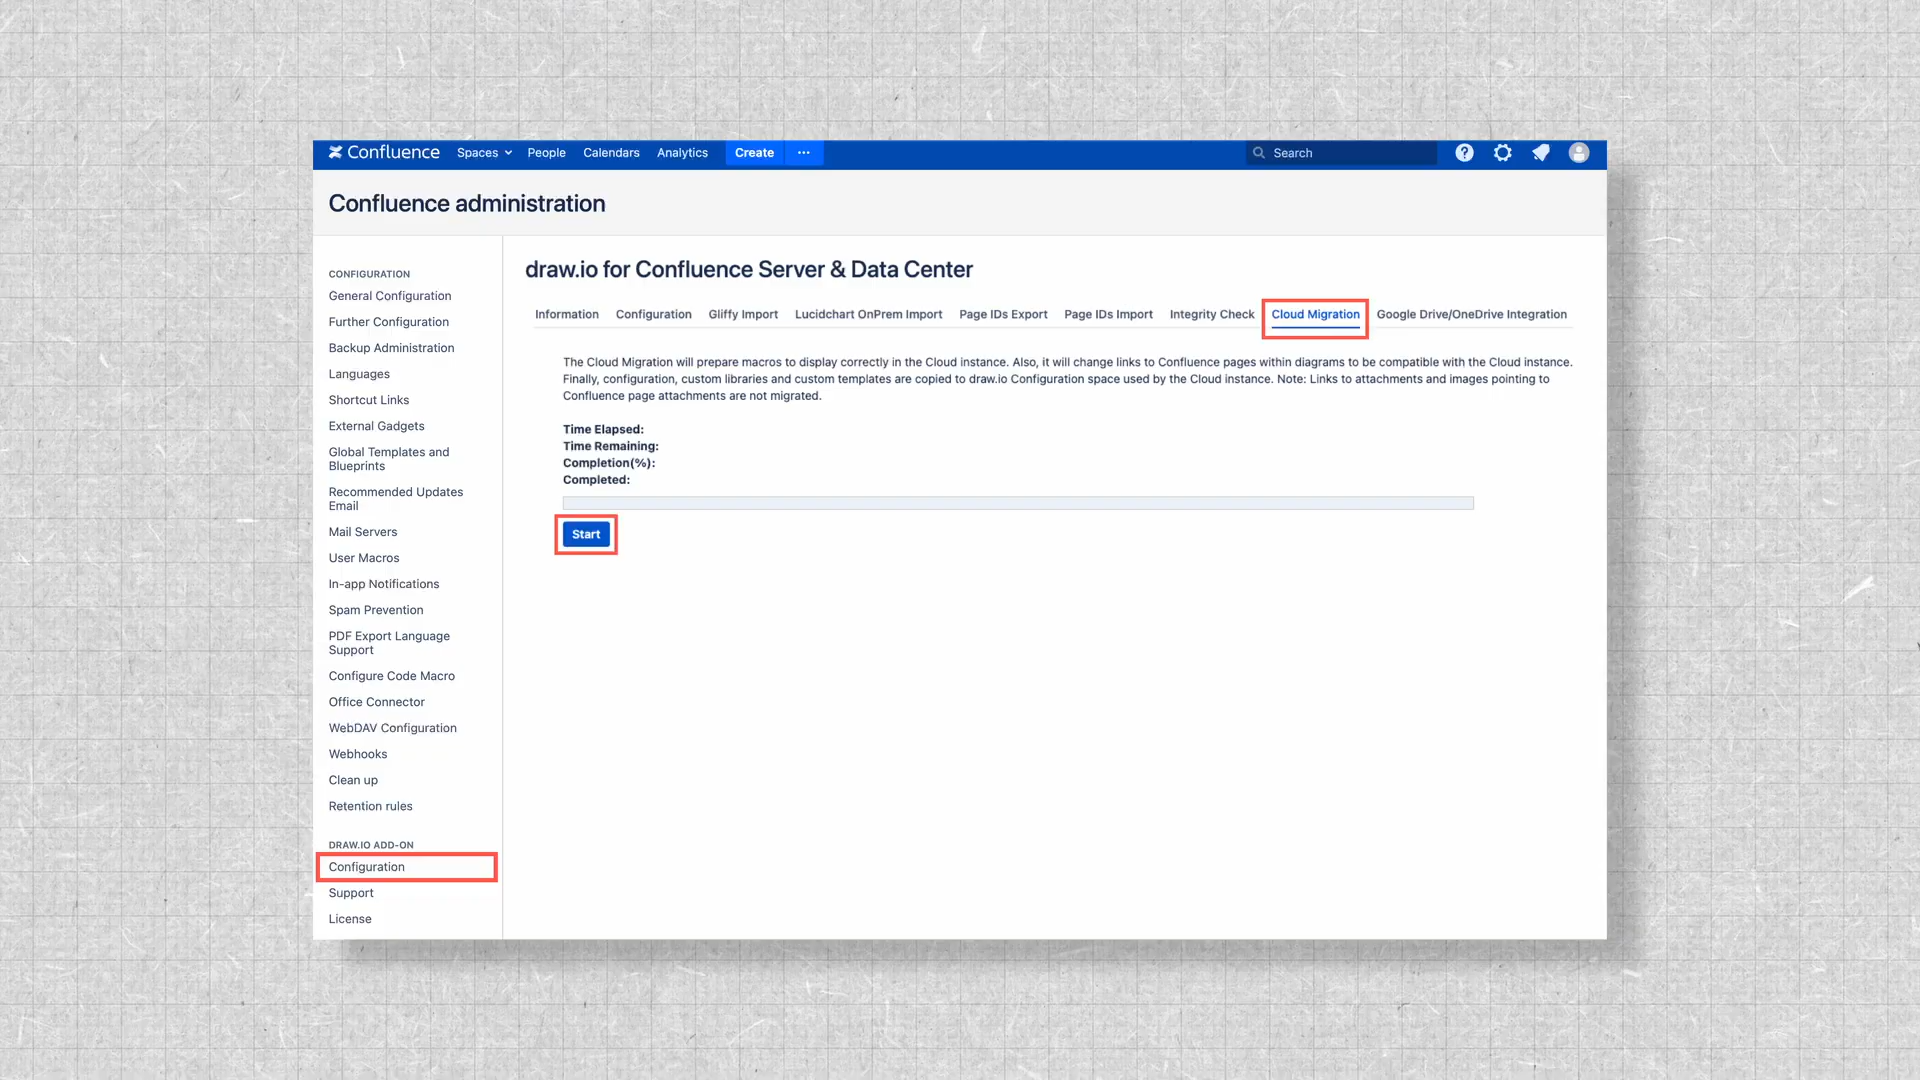 Confluence Spaces People Calendars Analytics Create ··· Search
Confluence administration
CONFIGURATION
General Configuration
Further Configuration
Backup Administration
Languages
Shortcut Links
External Gadgets
Global Templates and
Blueprints
Recommended Updates
Email
Mail Servers
User Macros
In-app Notifications
Spam Prevention
PDF Export Language
Support
Configure Code Macro
Office Connector
WebDAV Configuration
Webhooks
Clean up
Retention rules
DRAW.IO ADD-ON
Configuration
Support
License
draw.io for Confluence Server & Data Center
Information Configuration Gliffy Import Lucidchart OnPrem Import Page IDs Export Page IDs Import Integrity Check Cloud Migration Google Drive/OneDrive Integration
The Cloud Migration will prepare macros to display correctly in the Cloud instance. Also, it will change links to Confluence pages within diagrams to be compatible with the Cloud instance.
Finally, configuration, custom libraries and custom templates are copied to draw.io Configuration space used by the Cloud instance. Note: Links to attachments and images pointing to
Confluence page attachments are not migrated.
Time Elapsed:
Time Remaining:
Completion(%):
Completed:
Start